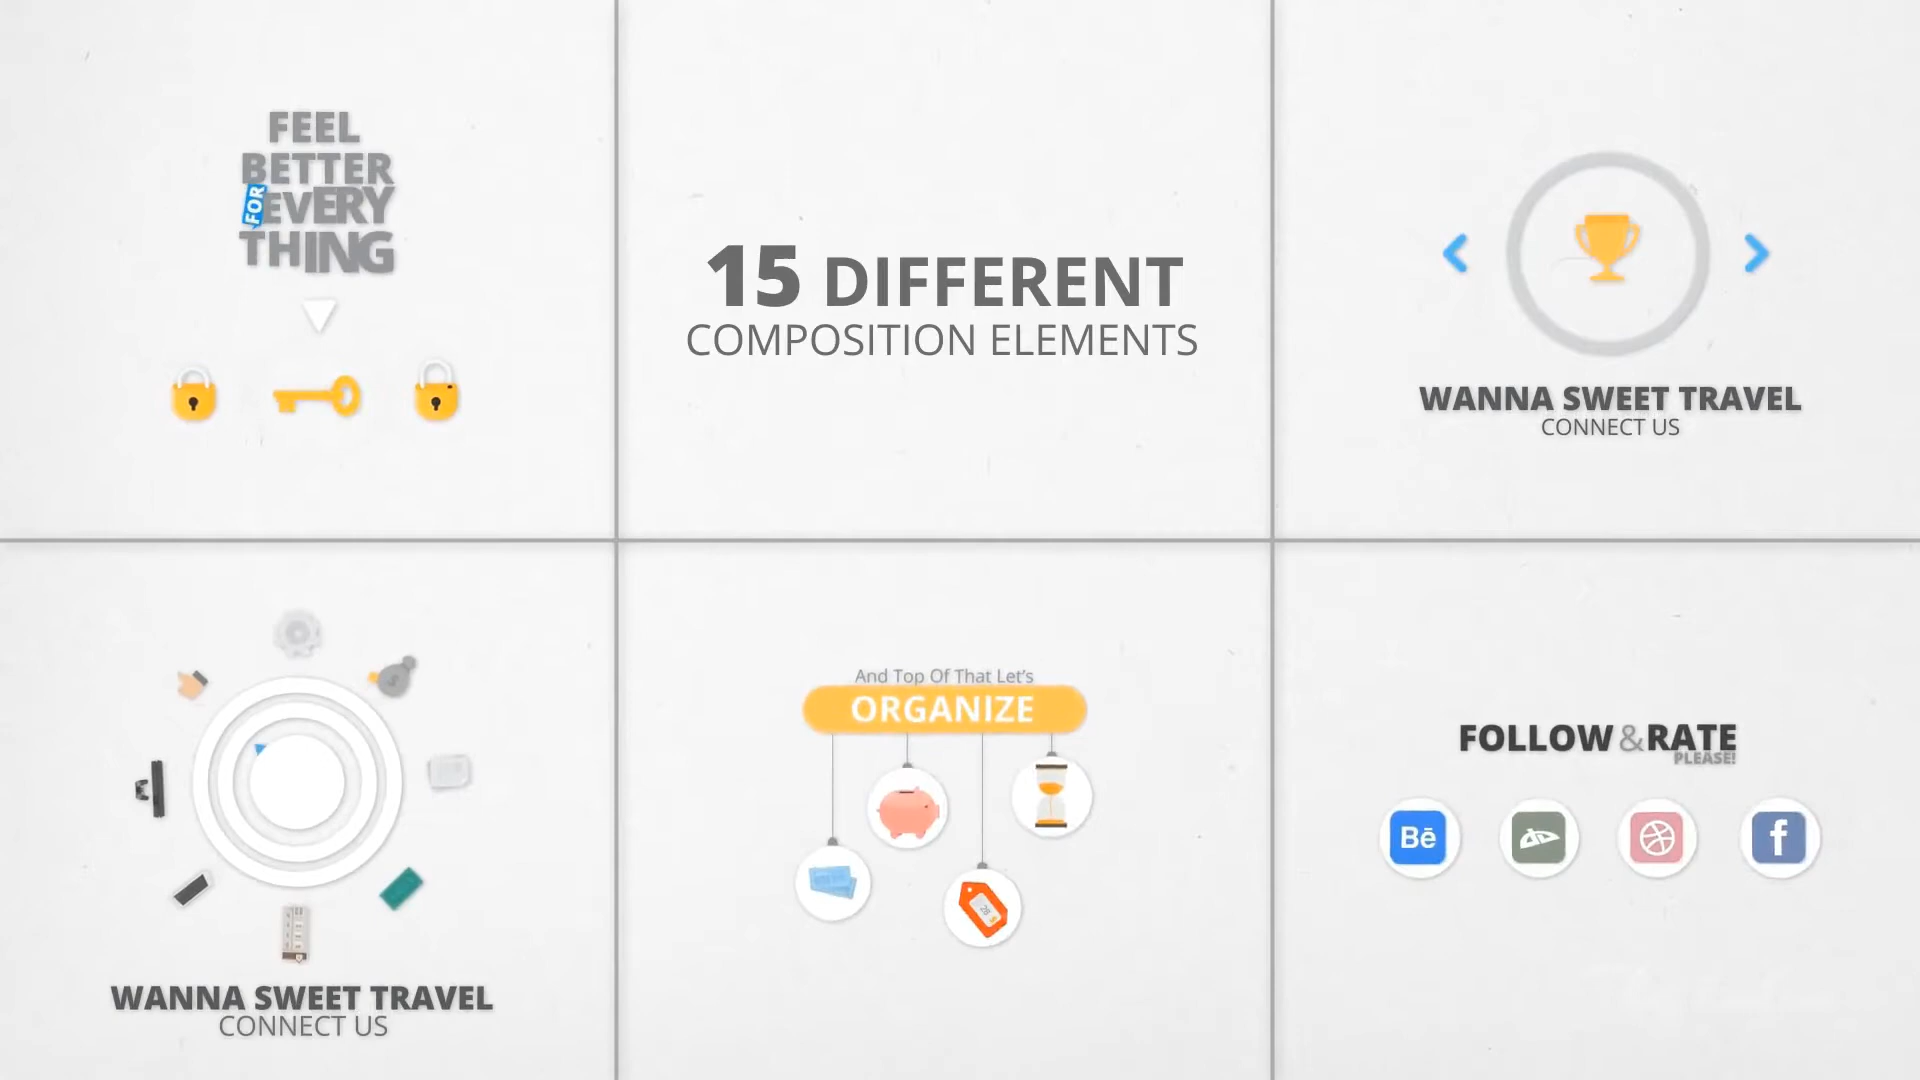 FEEL
BETTER
FOR
EVERY
THING
15 DIFFERENT
COMPOSITION ELEMENTS
WANNA SWEET TRAVEL
CONNECT US
WANNA SWEET TRAVEL
CONNECT US
And Top Of That Let's
ORGANIZE
FOLLOW & RATE
PLEASE!
Bē
f